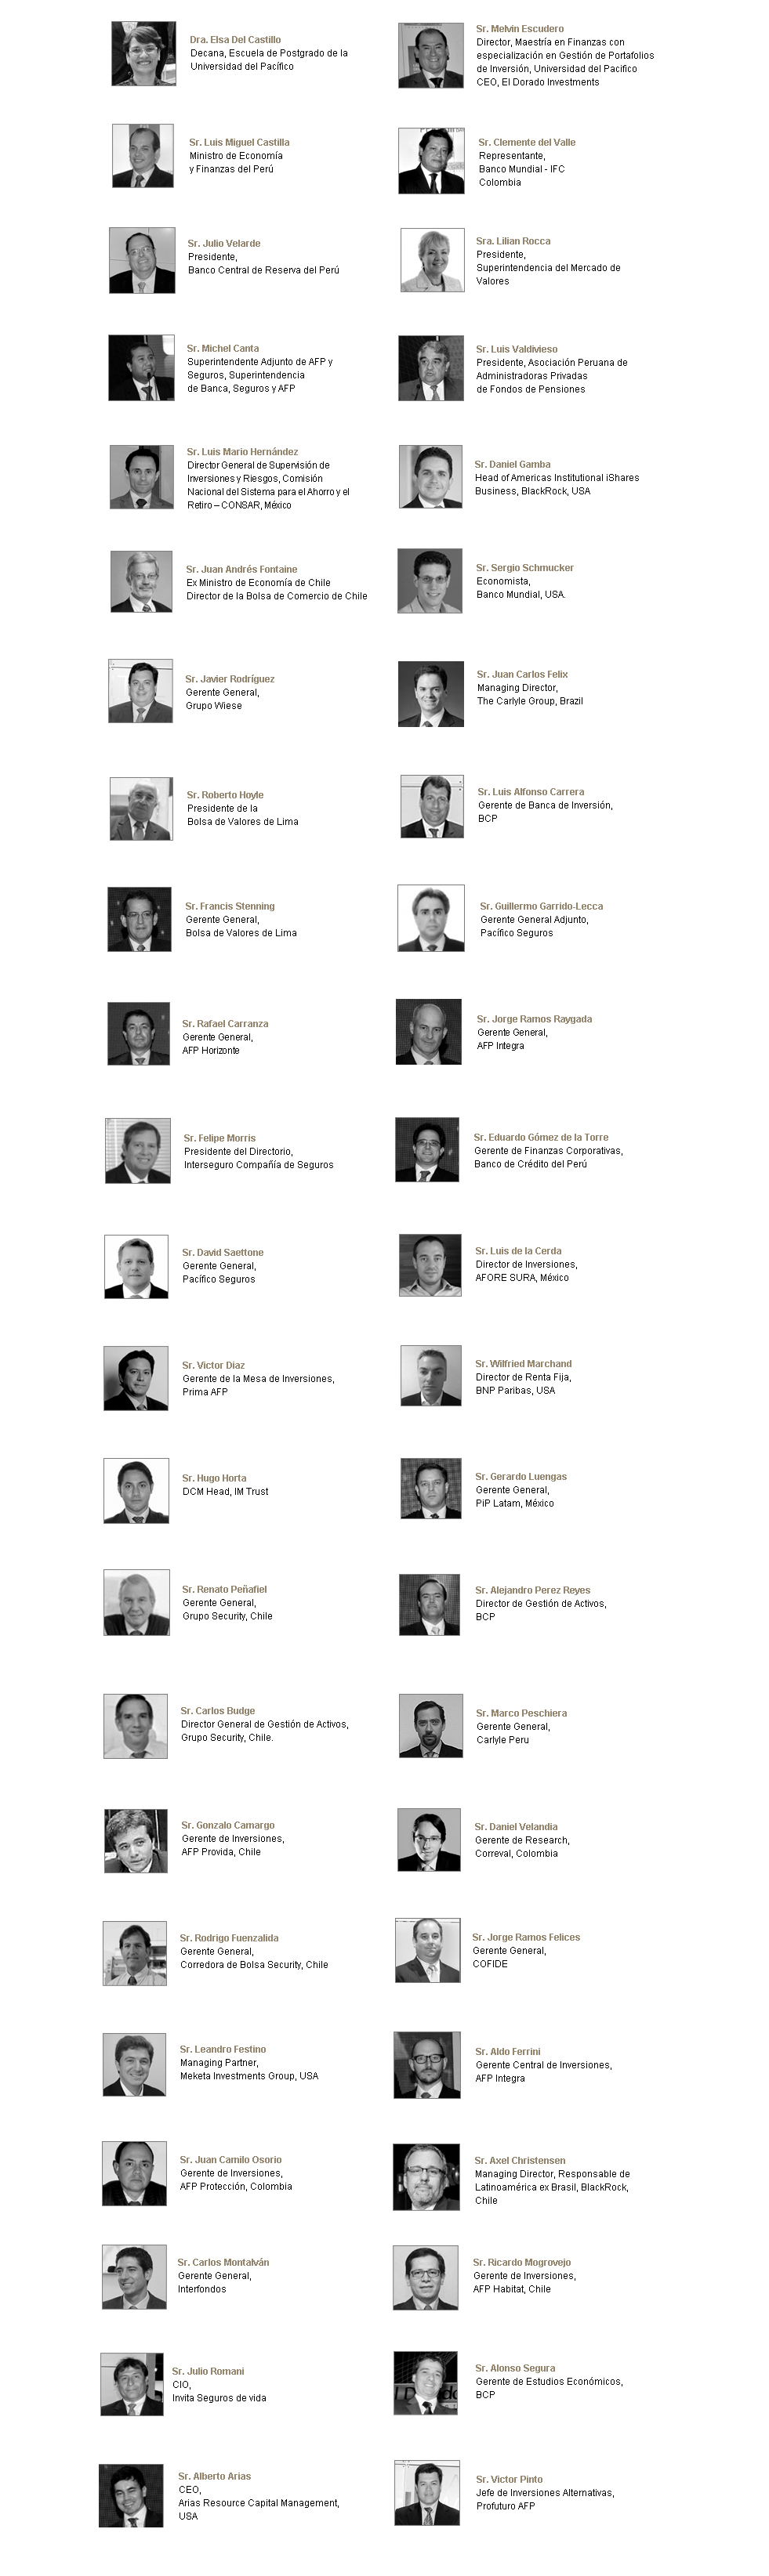 Dra. Elsa Del Castillo
Decana, Escuela de Postgrado de la
Universidad del Pacífico
Sr. Melvin Escudero
Director, Maestría en Finanzas con
especialización en Gestión de Portafolios
de Inversión, Universidad del Pacifico
CEO, El Dorado Investments
Sr. Luis Miguel Castilla
Ministro de Economía
y Finanzas del Perú
Sr. Clemente del Valle
Representante,
Banco Mundial - IFC
Colombia
Sr. Julio Velarde
Presidente,
Banco Central de Reserva del Perú
Sra. Lilian Rocca
Presidente,
Superintendencia del Mercado de
Valores
Sr. Michel Canta
Superintendente Adjunto de AFP y
Seguros, Superintendencia
de Banca, Seguros y AFP
Sr. Luis Valdivieso
Presidente, Asociación Peruana de
Administradoras Privadas
de Fondos de Pensiones
Sr. Luis Mario Hernández
Director General de Supervisión de
Inversiones y Riesgos, Comisión
Nacional del Sistema para el Ahorro y el
Retiro – CONSAR, México
Sr. Daniel Gamba
Head of Americas Institutional iShares
Business, BlackRock, USA
Sr. Juan Andrés Fontaine
Ex Ministro de Economía de Chile
Director de la Bolsa de Comercio de Chile
Sr. Sergio Schmucker
Economista,
Banco Mundial, USA.
Sr. Javier Rodríguez
Gerente General,
Grupo Wiese
Sr. Juan Carlos Felix
Managing Director,
The Carlyle Group, Brazil
Sr. Roberto Hoyle
Presidente de la
Bolsa de Valores de Lima
Sr. Luis Alfonso Carrera
Gerente de Banca de Inversión,
BCP
Sr. Francis Stenning
Gerente General,
Bolsa de Valores de Lima
Sr. Guillermo Garrido-Lecca
Gerente General Adjunto,
Pacífico Seguros
Sr. Rafael Carranza
Gerente General,
AFP Horizonte
Sr. Jorge Ramos Raygada
Gerente General,
AFP Integra
Sr. Felipe Morris
Presidente del Directorio,
Interseguro Compañía de Seguros
Sr. Eduardo Gómez de la Torre
Gerente de Finanzas Corporativas,
Banco de Crédito del Perú
Sr. David Saettone
Gerente General,
Pacífico Seguros
Sr. Luis de la Cerda
Director de Inversiones,
AFORE SURA, México
Sr. Victor Diaz
Gerente de la Mesa de Inversiones,
Prima AFP
Sr. Wilfried Marchand
Director de Renta Fija,
BNP Paribas, USA
Sr. Hugo Horta
DCM Head, IM Trust
Sr. Gerardo Luengas
Gerente General,
PiP Latam, México
Sr. Renato Peñafiel
Gerente General,
Grupo Security, Chile
Sr. Alejandro Perez Reyes
Director de Gestión de Activos,
BCP
Sr. Carlos Budge
Director General de Gestión de Activos,
Grupo Security, Chile.
Sr. Marco Peschiera
Gerente General,
Carlyle Peru
Sr. Gonzalo Camargo
Gerente de Inversiones,
AFP Provida, Chile
Sr. Daniel Velandia
Gerente de Research,
Correval, Colombia
Sr. Rodrigo Fuenzalida
Gerente General,
Corredora de Bolsa Security, Chile
Sr. Jorge Ramos Felices
Gerente General,
COFIDE
Sr. Leandro Festino
Managing Partner,
Meketa Investments Group, USA
Sr. Aldo Ferrini
Gerente Central de Inversiones,
AFP Integra
Sr. Juan Camilo Osorio
Gerente de Inversiones,
AFP Protección, Colombia
Sr. Axel Christensen
Managing Director, Responsable de
Latinoamérica ex Brasil, BlackRock,
Chile
Sr. Carlos Montalván
Gerente General,
Interfondos
Sr. Ricardo Mogrovejo
Gerente de Inversiones,
AFP Habitat, Chile
Sr. Julio Romani
CIO,
Invita Seguros de vida
Sr. Alonso Segura
Gerente de Estudios Económicos,
BCP
Sr. Alberto Arias
CEO,
Arias Resource Capital Management,
USA
Sr. Victor Pinto
Jefe de Inversiones Alternativas,
Profuturo AFP